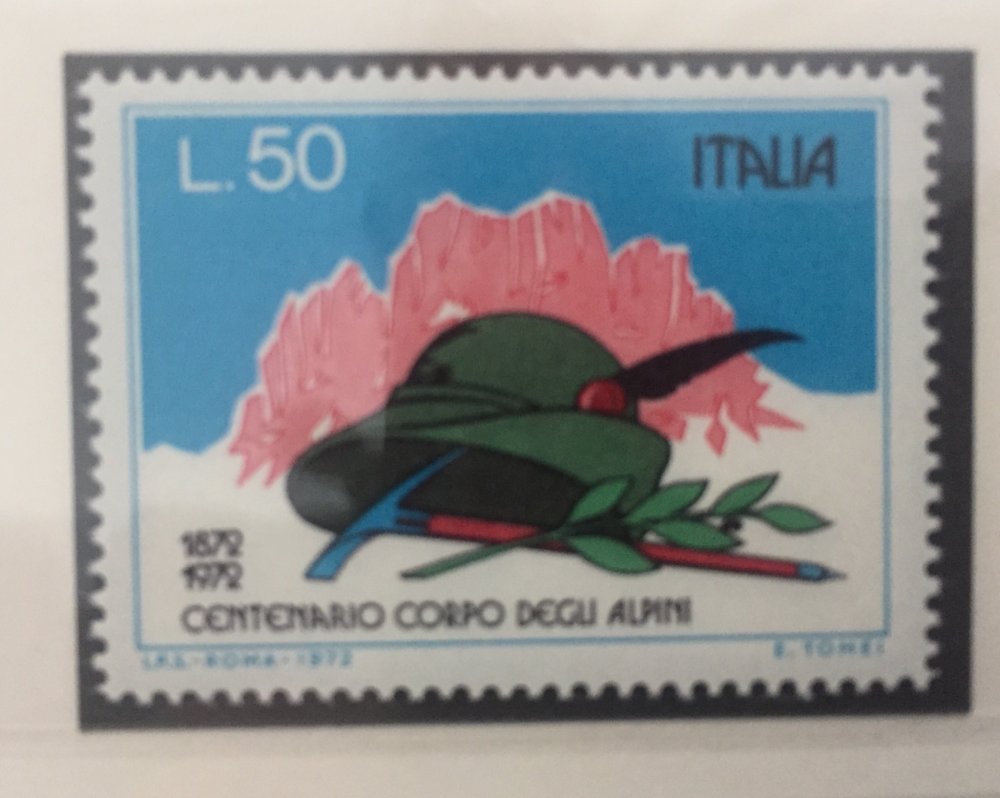 L. 50
ITALIA
1872
1972
CENTENARIO CORPO DEGLI ALPINI
I.P.S.-ROMA-1972
E. TOMEI